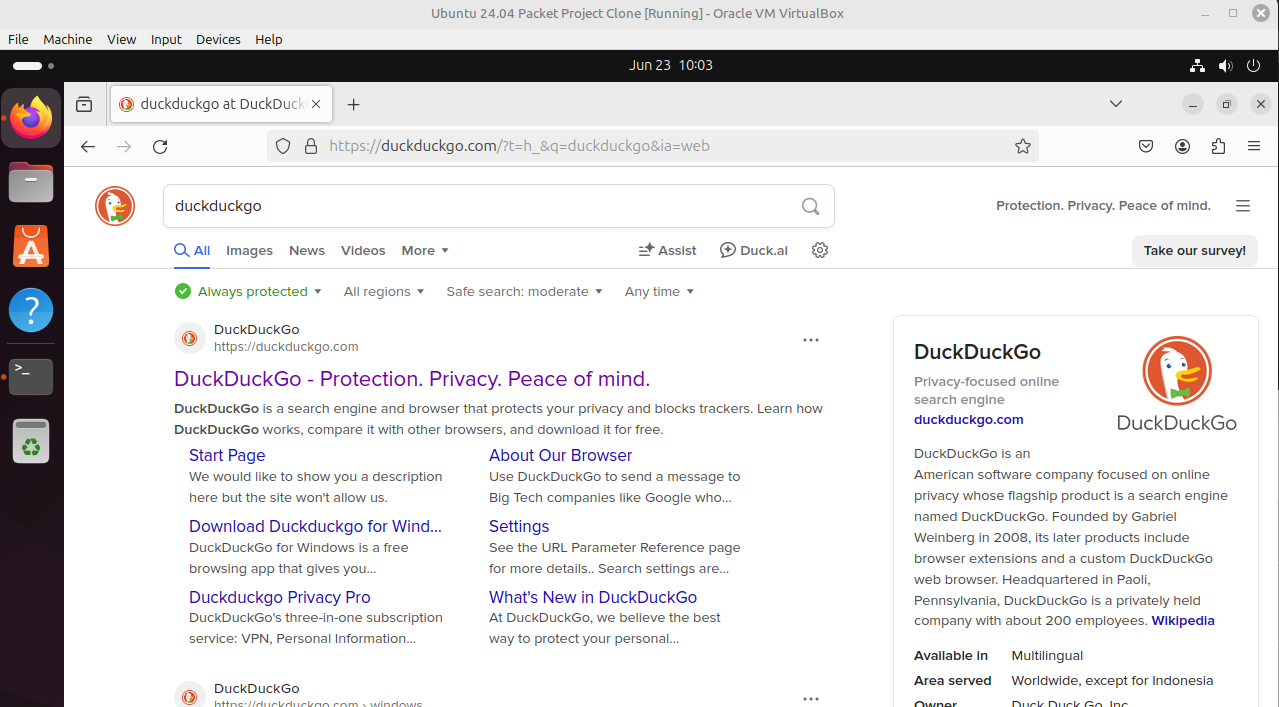 Ubuntu 24.04 Packet Project Clone [Running] - Oracle VM VirtualBox
File Machine View Input Devices Help
Jun 23 10:03
duckduckgo at DuckDuck
https://duckduckgo.com/?t=h_&q=duckduckgo&ia=web
duckduckgo
Protection. Privacy. Peace of mind.
All Images News Videos More Assist Duck.ai
Take our survey!
Always protected All regions Safe search: moderate Any time
DuckDuckGo
https://duckduckgo.com
DuckDuckGo - Protection. Privacy. Peace of mind.
DuckDuckGo is a search engine and browser that protects your privacy and blocks trackers. Learn how
DuckDuckGo works, compare it with other browsers, and download it for free.
Start Page
We would like to show you a description
here but the site won't allow us.
About Our Browser
Use DuckDuckGo to send a message to
Big Tech companies like Google who...
Download Duckduckgo for Wind...
DuckDuckGo for Windows is a free
browsing app that gives you...
Settings
See the URL Parameter Reference page
for more details.. Search settings are...
Duckduckgo Privacy Pro
DuckDuckGo's three-in-one subscription
service: VPN, Personal Information...
What's New in DuckDuckGo
At DuckDuckGo, we believe the best
way to protect your personal...
DuckDuckGo
https://duckduckgo.com › windows
DuckDuckGo
Privacy-focused online
search engine
duckduckgo.com
DuckDuckGo
DuckDuckGo is an
American software company focused on online
privacy whose flagship product is a search engine
named DuckDuckGo. Founded by Gabriel
Weinberg in 2008, its later products include
browser extensions and a custom DuckDuckGo
web browser. Headquartered in Paoli,
Pennsylvania, DuckDuckGo is a privately held
company with about 200 employees. Wikipedia
Available in Multilingual
Area served Worldwide, except for Indonesia
Owner Duck Duck Go, Inc.